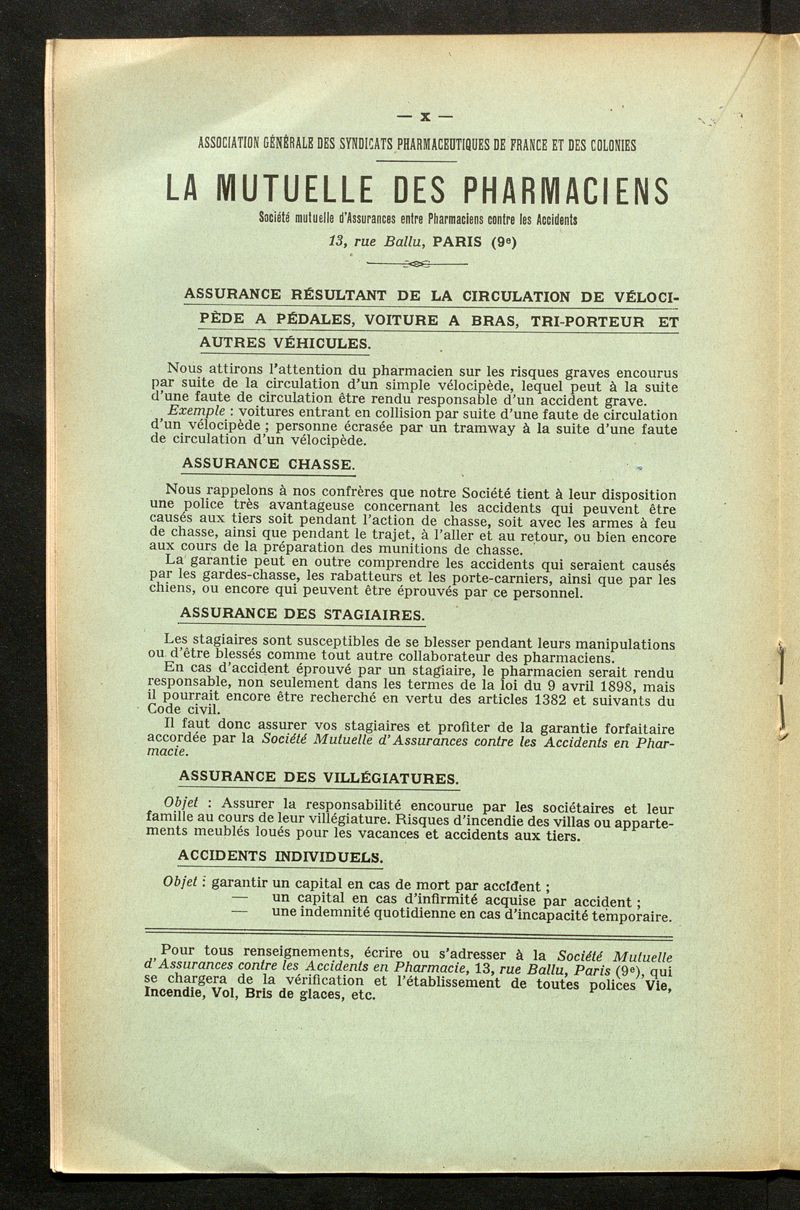 — X —
ASSOCIATION GÉNÉRALE DES SYNDICATS PHARMACEUTIQUES DE FRANCE ET DES COLONIES
LA MUTUELLE DES PHARMACIENS
Société mutuelle d'Assurances entre Pharmaciens contre les Accidents
13, rue Ballu, PARIS (9e)
ASSURANCE RÉSULTANT DE LA CIRCULATION DE VÉLOCI-
PÈDE A PÉDALES, VOITURE A BRAS, TRI-PORTEUR ET
AUTRES VÉHICULES.
Nous attirons l'attention du pharmacien sur les risques graves encourus
par suite de la circulation d'un simple vélocipède, lequel peut à la suite
d'une faute de circulation être rendu responsable d'un accident grave.
Exemple : voitures entrant en collision par suite d'une faute de circulation
d'un vélocipède ; personne écrasée par un tramway à la suite d'une faute
de circulation d'un vélocipède.
ASSURANCE CHASSE.
Nous rappelons à nos confrères que notre Société tient à leur disposition
une police très avantageuse concernant les accidents qui peuvent être
causés aux tiers soit pendant l'action de chasse, soit avec les armes à feu
de chasse, ainsi que pendant le trajet, à l'aller et au retour, ou bien encore
aux cours de la préparation des munitions de chasse.
La garantie peut en outre comprendre les accidents qui seraient causés
par les gardes-chasse, les rabatteurs et les porte-carniers, ainsi que par les
chiens, ou encore qui peuvent être éprouvés par ce personnel.
ASSURANCE DES STAGIAIRES.
Les stagiaires sont susceptibles de se blesser pendant leurs manipulations
ou d'être blessés comme tout autre collaborateur des pharmaciens.
En cas d'accident éprouvé par un stagiaire, le pharmacien serait rendu
responsable, non seulement dans les termes de la loi du 9 avril 1898, mais
il pourrait encore être recherché en vertu des articles 1382 et suivants du
Code civil.
Il faut donc assurer vos stagiaires et profiter de la garantie forfaitaire
accordée par la Société Mutuelle d'Assurances contre les Accidents en Phar-
macie.
ASSURANCE DES VILLÉGIATURES.
Objet : Assurer la responsabilité encourue par les sociétaires et leur
famille au cours de leur villégiature. Risques d'incendie des villas ou apparte-
ments meublés loués pour les vacances et accidents aux tiers.
ACCIDENTS INDIVIDUELS.
Objet : garantir un capital en cas de mort par accident ;
— un capital en cas d'infirmité acquise par accident ;
— une indemnité quotidienne en cas d'incapacité temporaire.
Pour tous renseignements, écrire ou s'adresser à la Société Mutuelle
d'Assurances contre les Accidents en Pharmacie, 13, rue Ballu, Paris (9e), qui
se chargera de la vérification et l'établissement de toutes polices Vie,
Incendie, Vol, Bris de glaces, etc.